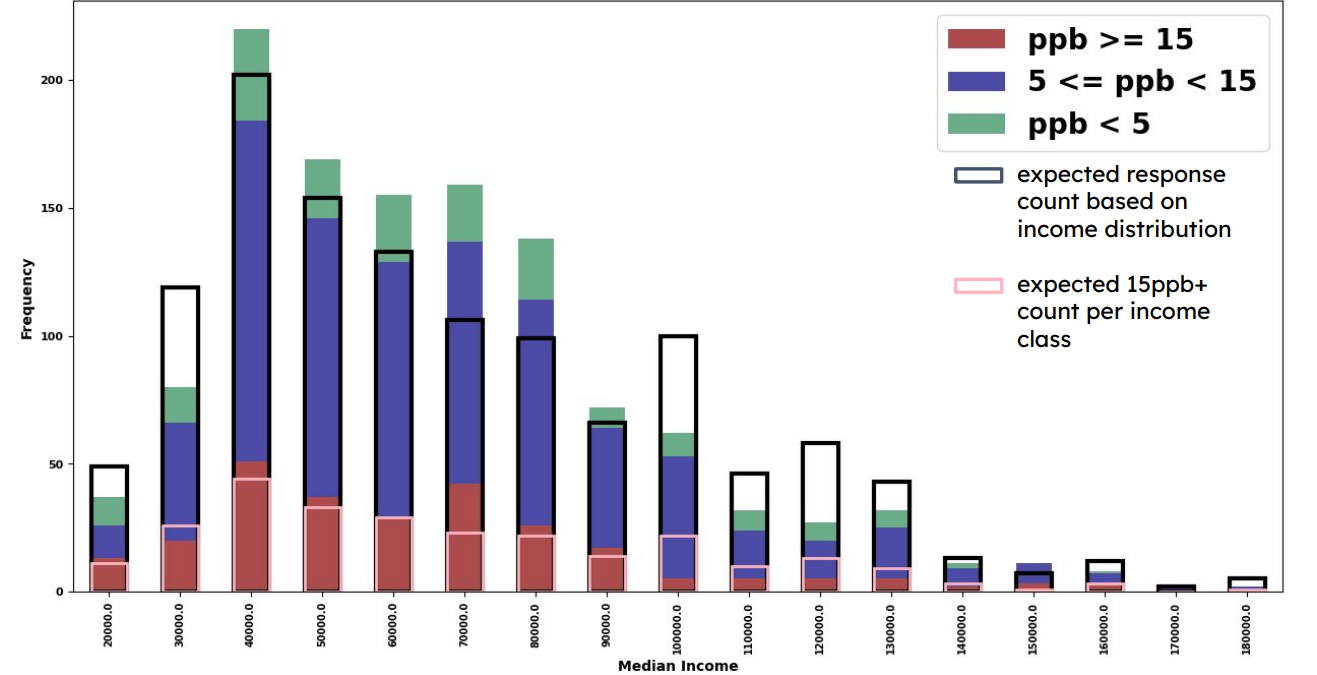 ppb >= 15
5 <= ppb < 15
ppb < 5
expected response
count based on
income distribution
expected 15ppb+
count per income
class
Frequency
200
150
100
50
0
20000.0
30000.0
40000.0
50000.0
60000.0
70000.0
80000.0
90000.0
100000.0
110000.0
120000.0
130000.0
140000.0
150000.0
160000.0
170000.0
180000.0
Median Income